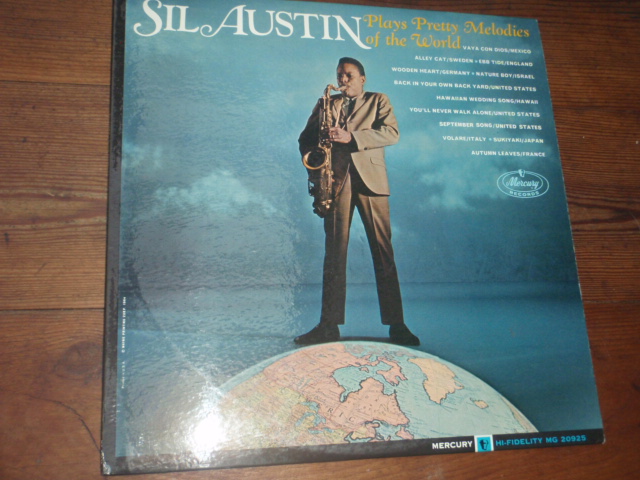 SIL AUSTIN Plays Pretty Melodies
of the World
VAYA CON DIOS/MEXICO
ALLEY CAT/SWEDEN • EBB TIDE/ENGLAND
WOODEN HEART/GERMANY • NATURE BOY/ISRAEL
BACK IN YOUR OWN BACK YARD/UNITED STATES
HAWAIIAN WEDDING SONG/HAWAII
YOU'LL NEVER WALK ALONE/UNITED STATES
SEPTEMBER SONG/UNITED STATES
VOLARE/ITALY • SUKIYAKI/JAPAN
AUTUMN LEAVES/FRANCE
Mercury
RECORDS
MERCURY HI-FIDELITY MG 20925